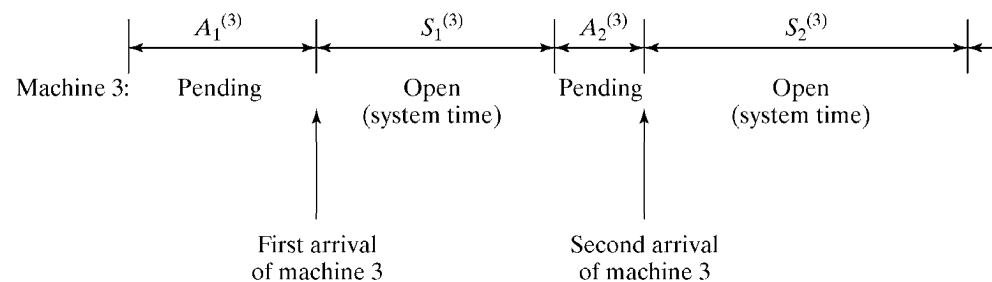 A₁⁽³⁾ S₁⁽³⁾ A₂⁽³⁾ S₂⁽³⁾
Machine 3: Pending Open Pending Open
(system time) (system time)
First arrival Second arrival
of machine 3 of machine 3